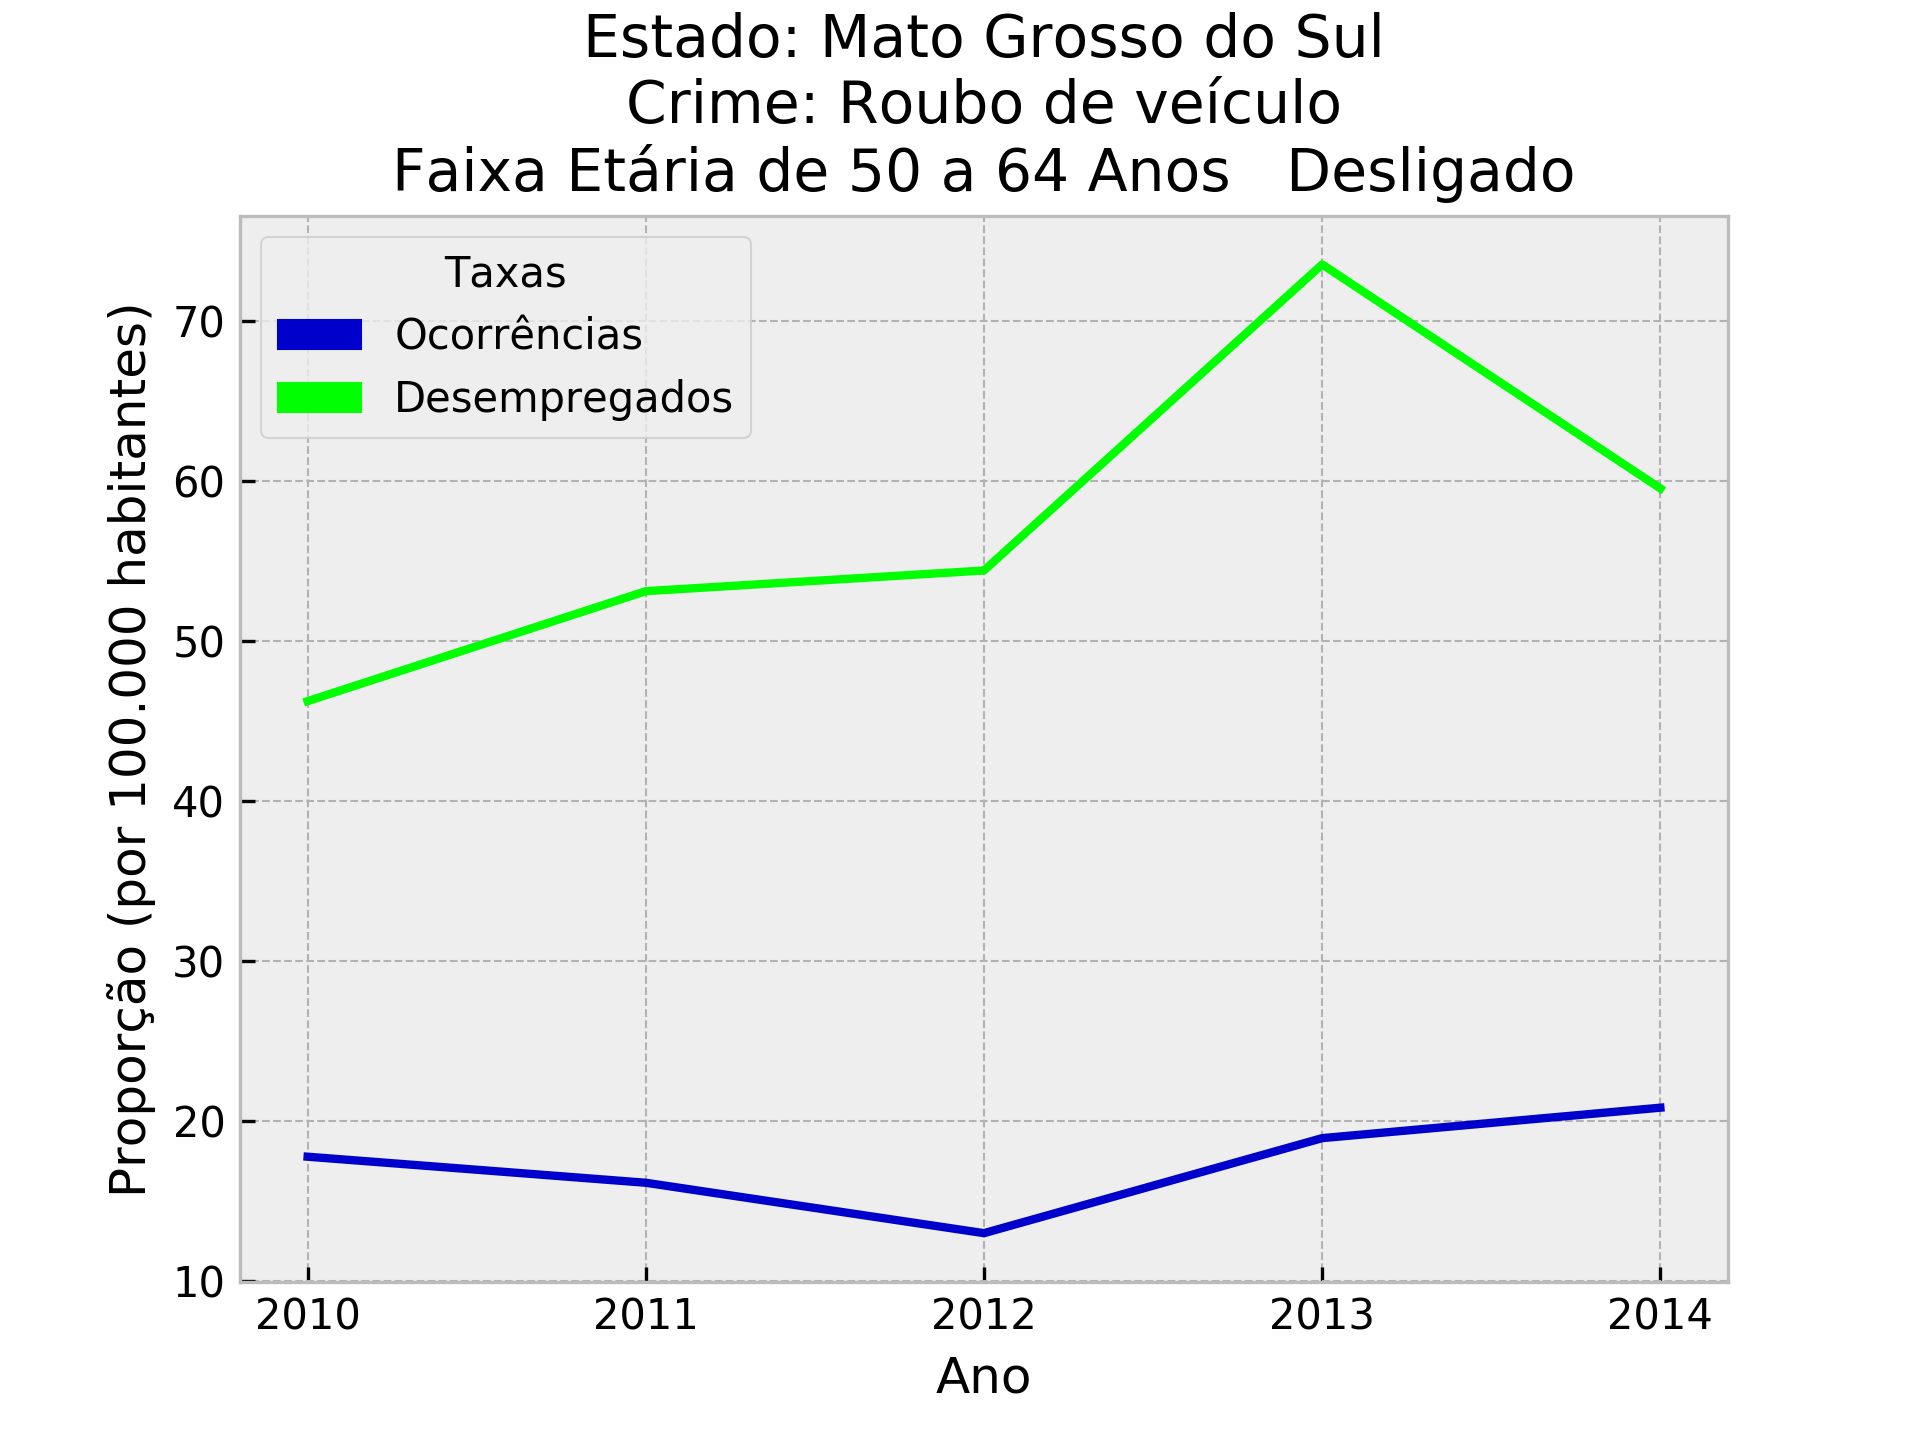 Estado: Mato Grosso do Sul
Crime: Roubo de veículo
Faixa Etária de 50 a 64 Anos   Desligado
Taxas
Ocorrências
Desempregados
Proporção (por 100.000 habitantes)
70
60
50
40
30
20
10
2010 2011 2012 2013 2014
Ano